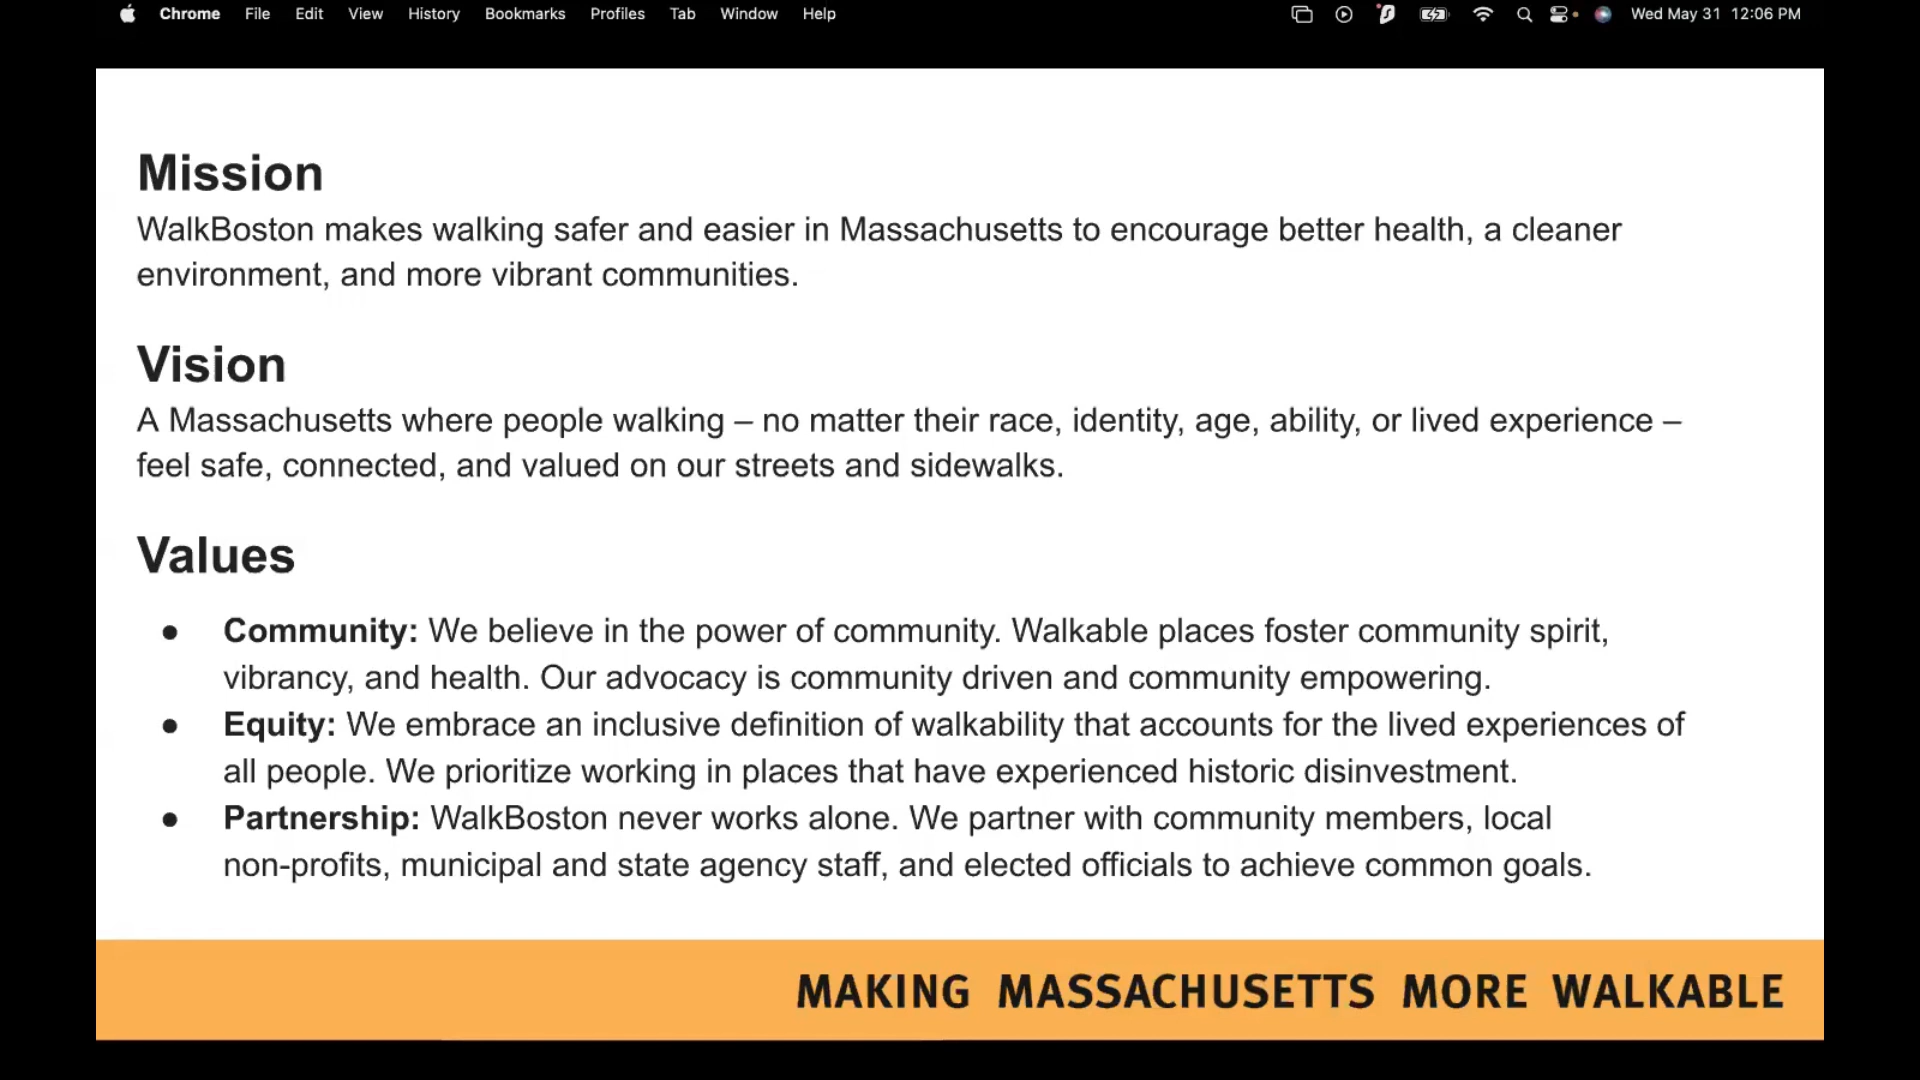 Chrome File Edit View History Bookmarks Profiles Tab Window Help Wed May 31 12:06 PM
Mission
WalkBoston makes walking safer and easier in Massachusetts to encourage better health, a cleaner
environment, and more vibrant communities.
Vision
A Massachusetts where people walking – no matter their race, identity, age, ability, or lived experience –
feel safe, connected, and valued on our streets and sidewalks.
Values
● Community: We believe in the power of community. Walkable places foster community spirit,
vibrancy, and health. Our advocacy is community driven and community empowering.
● Equity: We embrace an inclusive definition of walkability that accounts for the lived experiences of
all people. We prioritize working in places that have experienced historic disinvestment.
● Partnership: WalkBoston never works alone. We partner with community members, local
non-profits, municipal and state agency staff, and elected officials to achieve common goals.
MAKING MASSACHUSETTS MORE WALKABLE